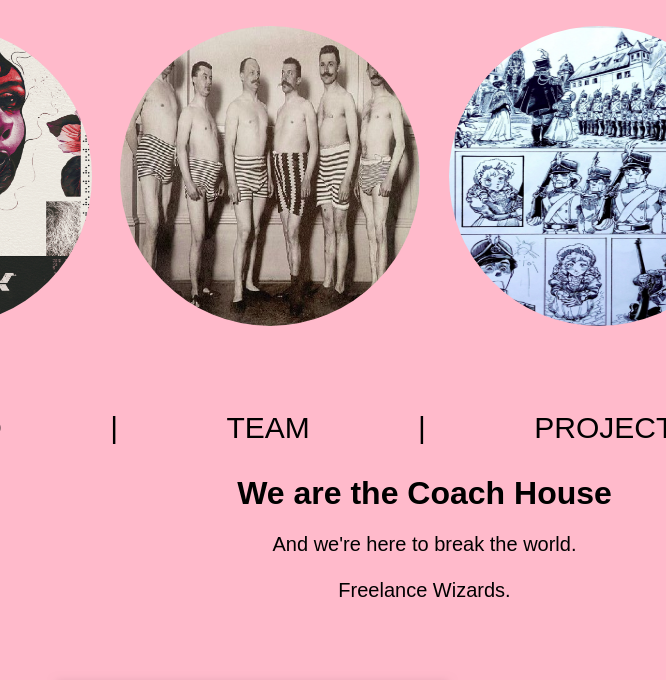 | TEAM | PROJECT
We are the Coach House
And we're here to break the world.
Freelance Wizards.